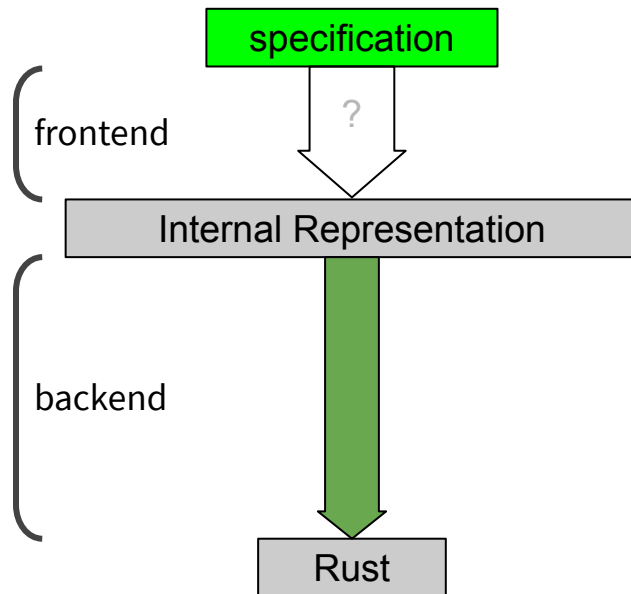 specification
?
frontend
Internal Representation
backend
Rust